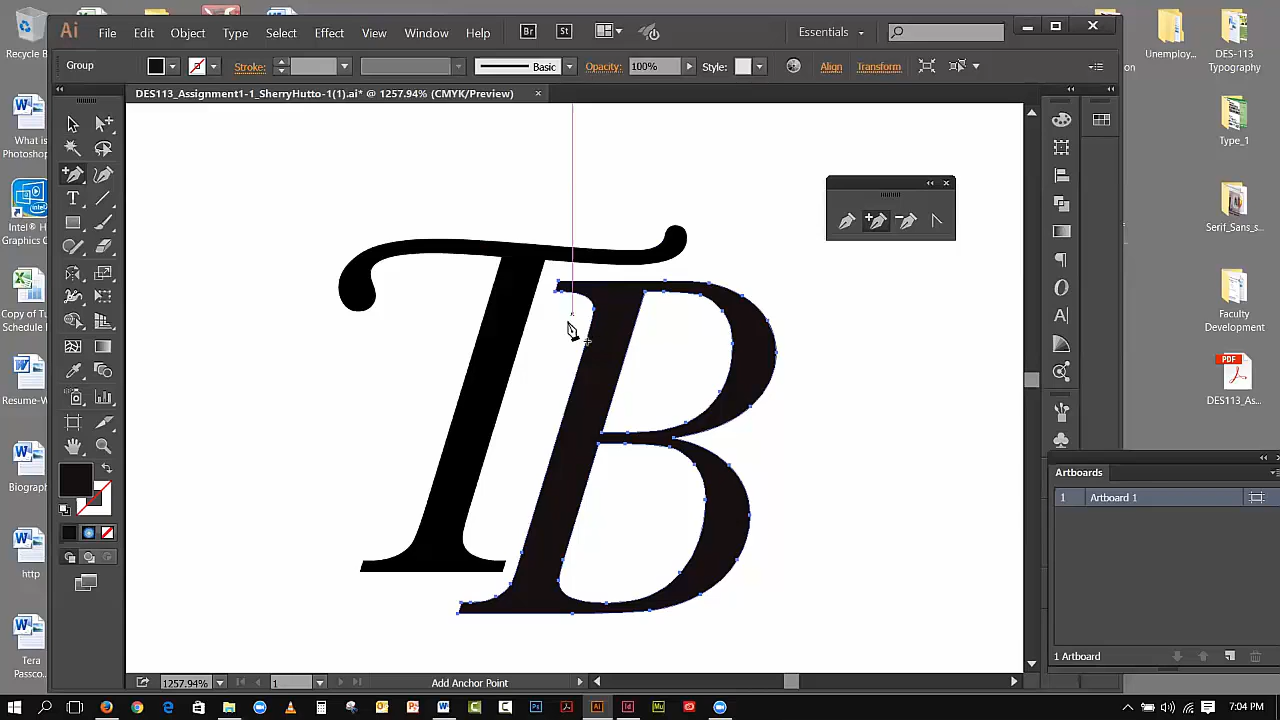 Recycle B
Unemploy...
on
DES-113
Typography
Ai
File
Edit
Object
Type
Select
Effect
View
Window
Help
Br
St
Essentials
Group
Stroke:
Basic
Opacity:
100%
Style:
Align
Transform
DES113_Assignment1-1_SherryHutto-1(1).ai* @ 1257.94% (CMYK/Preview)
×
What is
Photoshop
Type_1
Intel® H
Graphics C
Serif_Sans_s...
Copy of T
Schedule F
Faculty
Development
Resume-W
DES113_As...
Biograph
http
Tera
Passco..
TB
Artboards
1
Artboard 1
1 Artboard
1257.94%
1
Add Anchor Point
7:04 PM